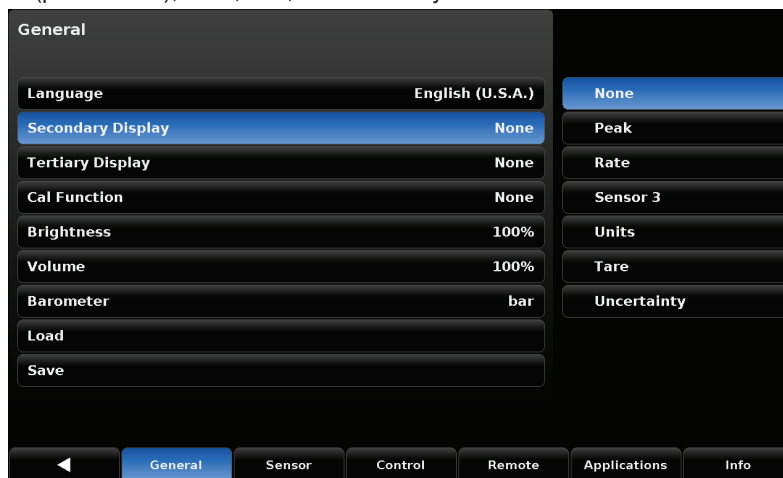 General
Language English (U.S.A.)
Secondary Display None
Tertiary Display None
Cal Function None
Brightness 100%
Volume 100%
Barometer bar
Load
Save
None
Peak
Rate
Sensor 3
Units
Tare
Uncertainty
General Sensor Control Remote Applications Info